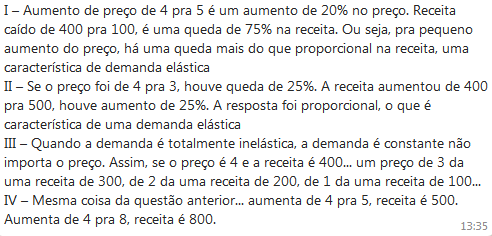 I – Aumento de preço de 4 pra 5 é um aumento de 20% no preço. Receita
caído de 400 pra 100, é uma queda de 75% na receita. Ou seja, pra pequeno
aumento do preço, há uma queda mais do que proporcional na receita, uma
característica de demanda elástica
II – Se o preço foi de 4 pra 3, houve queda de 25%. A receita aumentou de 400
pra 500, houve aumento de 25%. A resposta foi proporcional, o que é
característica de uma demanda elástica
III – Quando a demanda é totalmente inelástica, a demanda é constante não
importa o preço. Assim, se o preço é 4 e a receita é 400... um preço de 3 da
uma receita de 300, de 2 da uma receita de 200, de 1 da uma receita de 100...
IV – Mesma coisa da questão anterior... aumenta de 4 pra 5, receita é 500.
Aumenta de 4 pra 8, receita é 800.
13:35